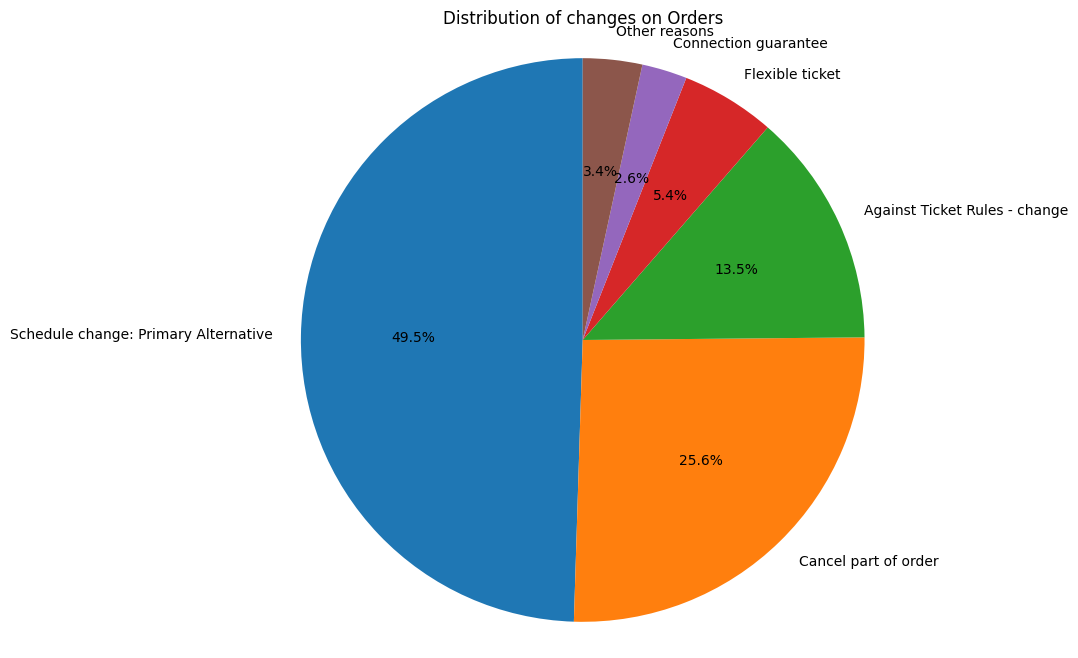 Distribution of changes on Orders
Other reasons
Connection guarantee
Flexible ticket
3.4%
2.6%
5.4%
Against Ticket Rules - change
13.5%
Schedule change: Primary Alternative
49.5%
25.6%
Cancel part of order